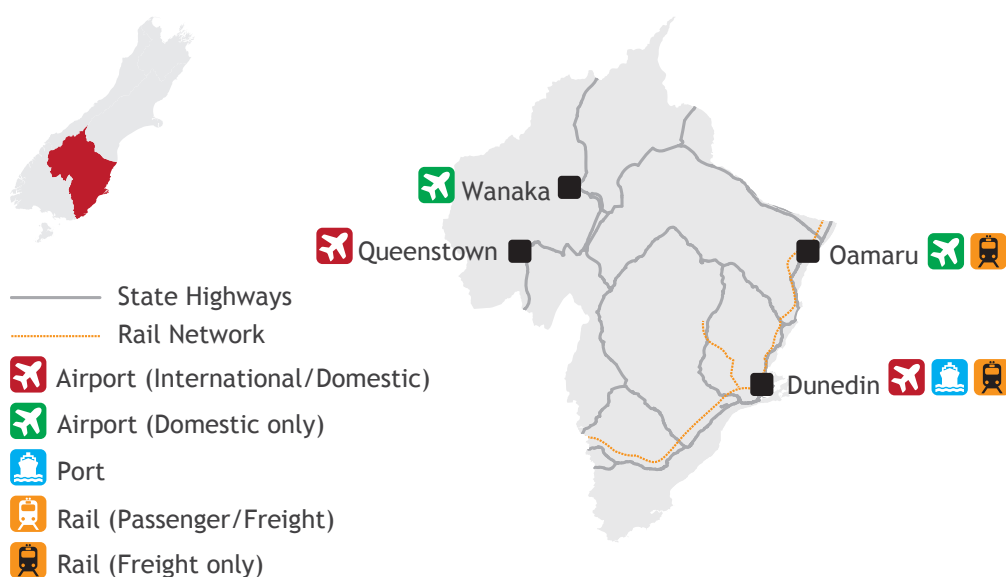 Wanaka
Queenstown
Oamaru
State Highways
Rail Network
Airport (International/Domestic)
Dunedin
Airport (Domestic only)
Port
Rail (Passenger/Freight)
Rail (Freight only)